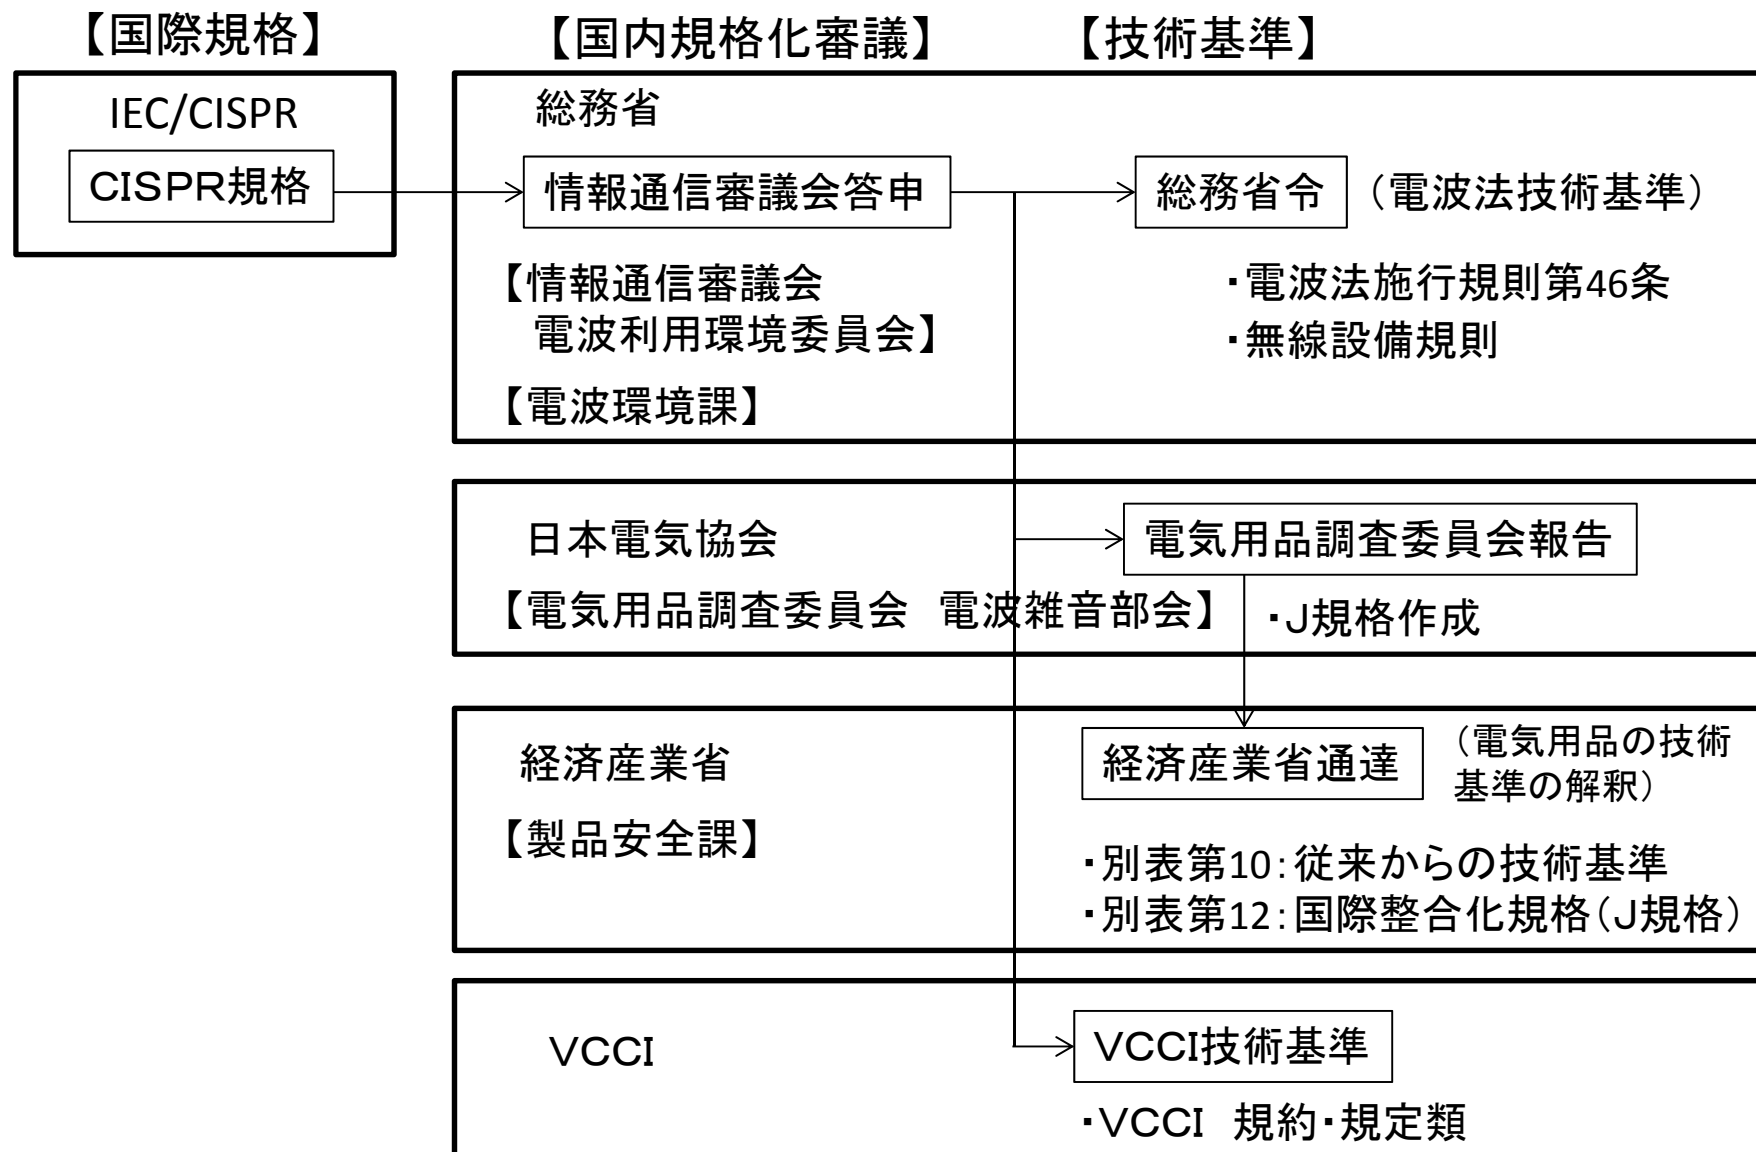 【国際規格】
【国内規格化審議】
【技術基準】
IEC/CISPR
CISPR規格
総務省
情報通信審議会答申
総務省令
(電波法技術基準)
【情報通信審議会
電波利用環境委員会】
【電波環境課】
・電波法施行規則第46条
・無線設備規則
日本電気協会
電気用品調査委員会報告
【電気用品調査委員会 電波雑音部会】
・J規格作成
経済産業省
経済産業省通達
(電気用品の技術
基準の解釈)
【製品安全課】
・別表第10:従来からの技術基準
・別表第12:国際整合化規格(J規格)
VCCI
VCCI技術基準
・VCCI 規約・規定類